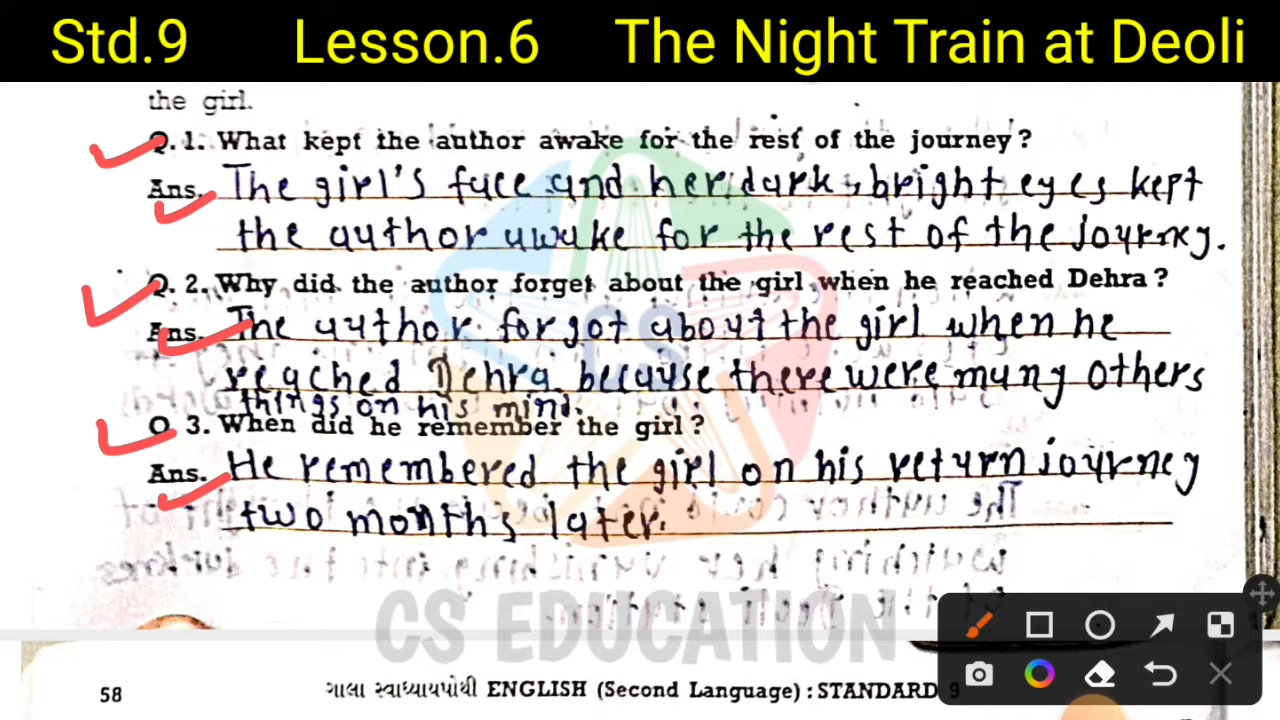 Std.9 Lesson.6 The Night Train at Deoli
the girl.
Q. 1. What kept the author awake for the rest of the journey?
Ans. The girl's face and her dark, bright eyes kept
the author awake for the rest of the journey.
Q. 2. Why did the author forget about the girl when he reached Dehra?
Ans. The author forgot about the girl when he
reached Dehra because there were many others
things on his mind.
Q 3. When did he remember the girl?
Ans. He remembered the girl on his return journey
two months later.
CS EDUCATION
58 ગાલા સ્વાધ્યાયપોથી ENGLISH (Second Language) : STANDARD 9